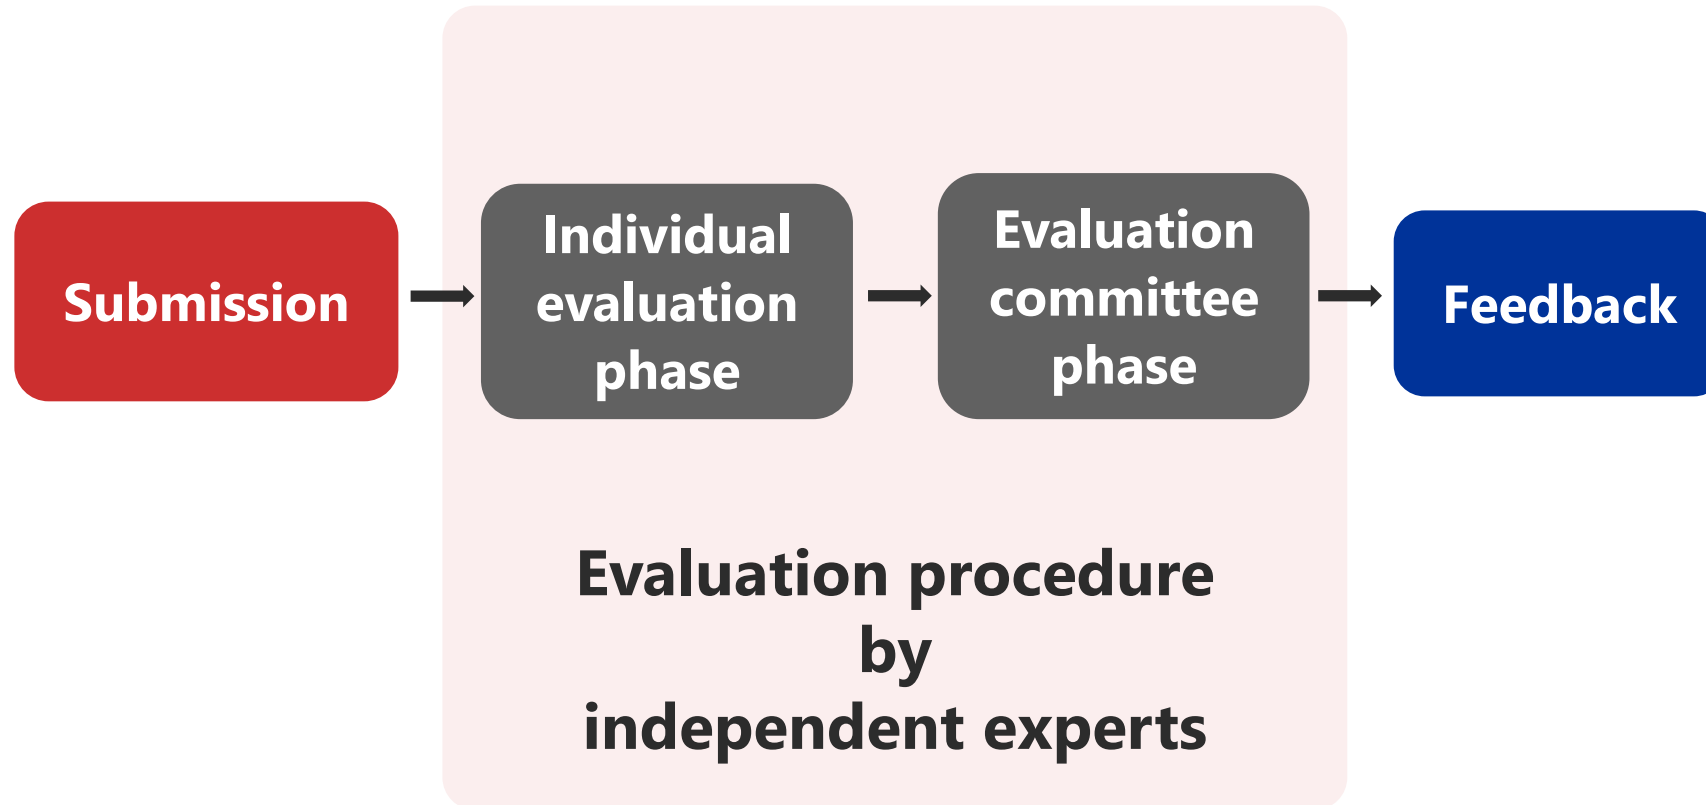 Submission
Individual
evaluation
phase
Evaluation
committee
phase
Feedback
Evaluation procedure
by
independent experts